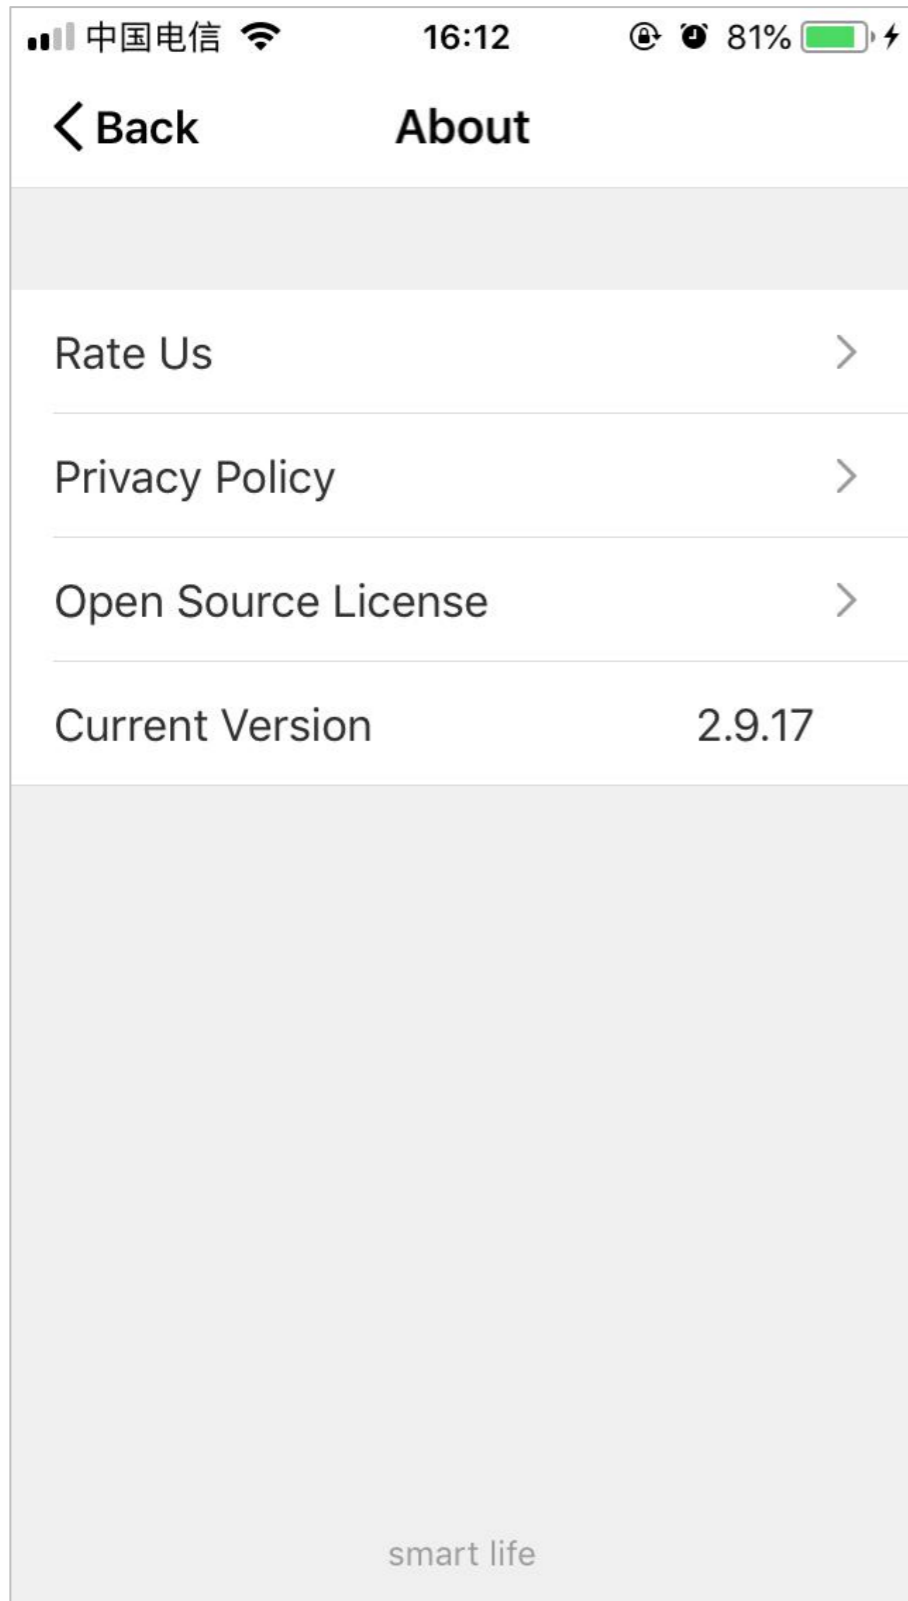 中国电信 16:12 81%
Back About
Rate Us
Privacy Policy
Open Source License
Current Version 2.9.17
smart life